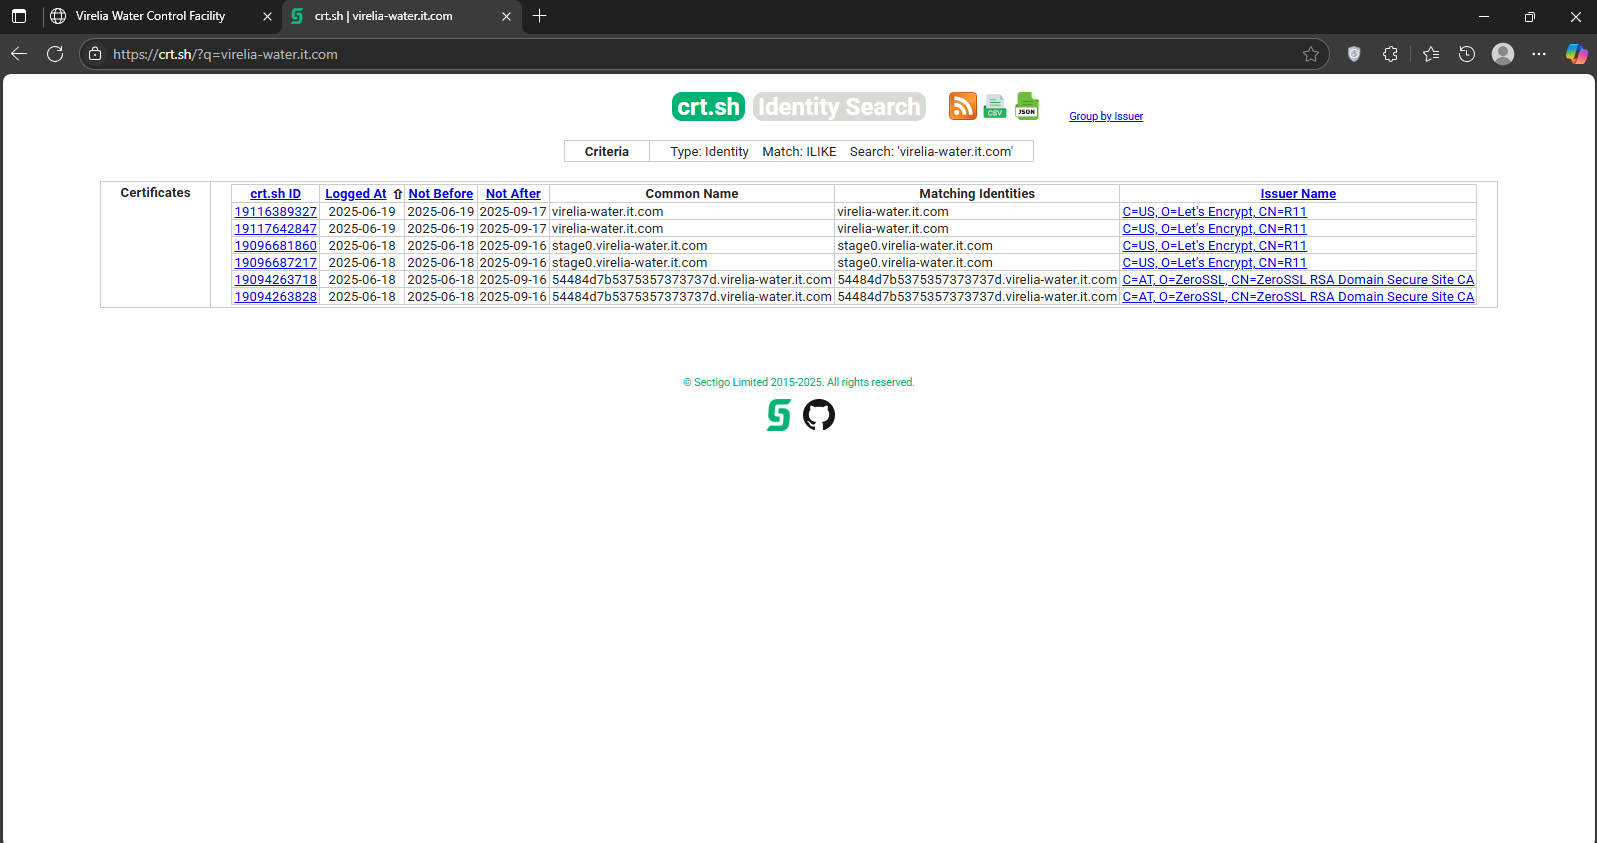 Virelia Water Control Facility
crt.sh | virelia-water.it.com
https://crt.sh/?q=virelia-water.it.com
crt.sh Identity Search CSV JSON Group by Issuer
Criteria Type: Identity Match: ILIKE Search: 'virelia-water.it.com'
Certificates crt.sh ID Logged At ⇧ Not Before Not After Common Name Matching Identities Issuer Name
19116389327 2025-06-19 2025-06-19 2025-09-17 virelia-water.it.com virelia-water.it.com C=US, O=Let's Encrypt, CN=R11
19117642847 2025-06-19 2025-06-19 2025-09-17 virelia-water.it.com virelia-water.it.com C=US, O=Let's Encrypt, CN=R11
19096681860 2025-06-18 2025-06-18 2025-09-16 stage0.virelia-water.it.com stage0.virelia-water.it.com C=US, O=Let's Encrypt, CN=R11
19096687217 2025-06-18 2025-06-18 2025-09-16 stage0.virelia-water.it.com stage0.virelia-water.it.com C=US, O=Let's Encrypt, CN=R11
19094263718 2025-06-18 2025-06-18 2025-09-16 54484d7b5375357373737d.virelia-water.it.com 54484d7b5375357373737d.virelia-water.it.com C=AT, O=ZeroSSL, CN=ZeroSSL RSA Domain Secure Site CA
19094263828 2025-06-18 2025-06-18 2025-09-16 54484d7b5375357373737d.virelia-water.it.com 54484d7b5375357373737d.virelia-water.it.com C=AT, O=ZeroSSL, CN=ZeroSSL RSA Domain Secure Site CA
© Sectigo Limited 2015-2025. All rights reserved.